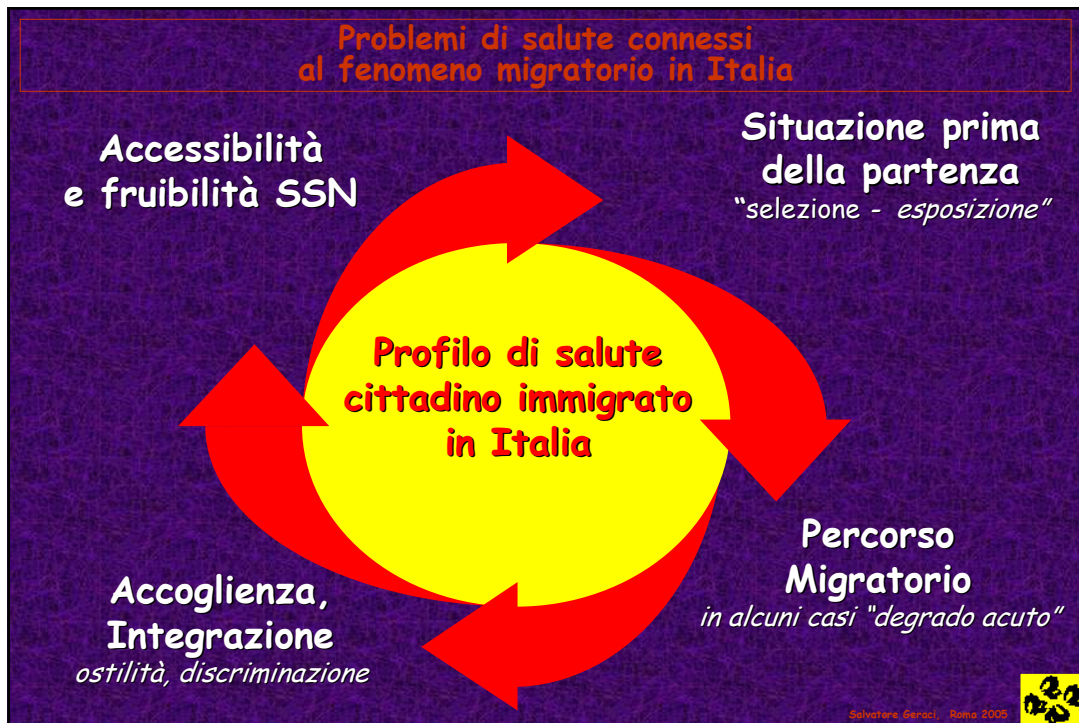 Problemi di salute connessi
al fenomeno migratorio in Italia
Accessibilità
e fruibilità SSN
Situazione prima
della partenza
“selezione - esposizione”
Profilo di salute
cittadino immigrato
in Italia
Accoglienza,
Integrazione
ostilità, discriminazione
Percorso
Migratorio
in alcuni casi “degrado acuto”
Salvatore Geraci, Roma 2005